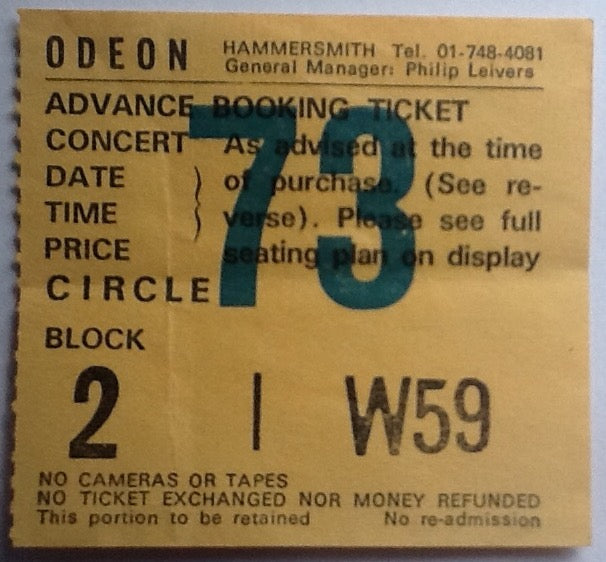 ODEON HAMMERSMITH Tel. 01-748-4081
General Manager: Philip Leivers
ADVANCE BOOKING TICKET
CONCERT As advised at the time
DATE } of purchase. (See re-
TIME verse). Please see full
PRICE seating plan on display
CIRCLE
73
BLOCK
2 | W59
NO CAMERAS OR TAPES
NO TICKET EXCHANGED NOR MONEY REFUNDED
This portion to be retained No re-admission